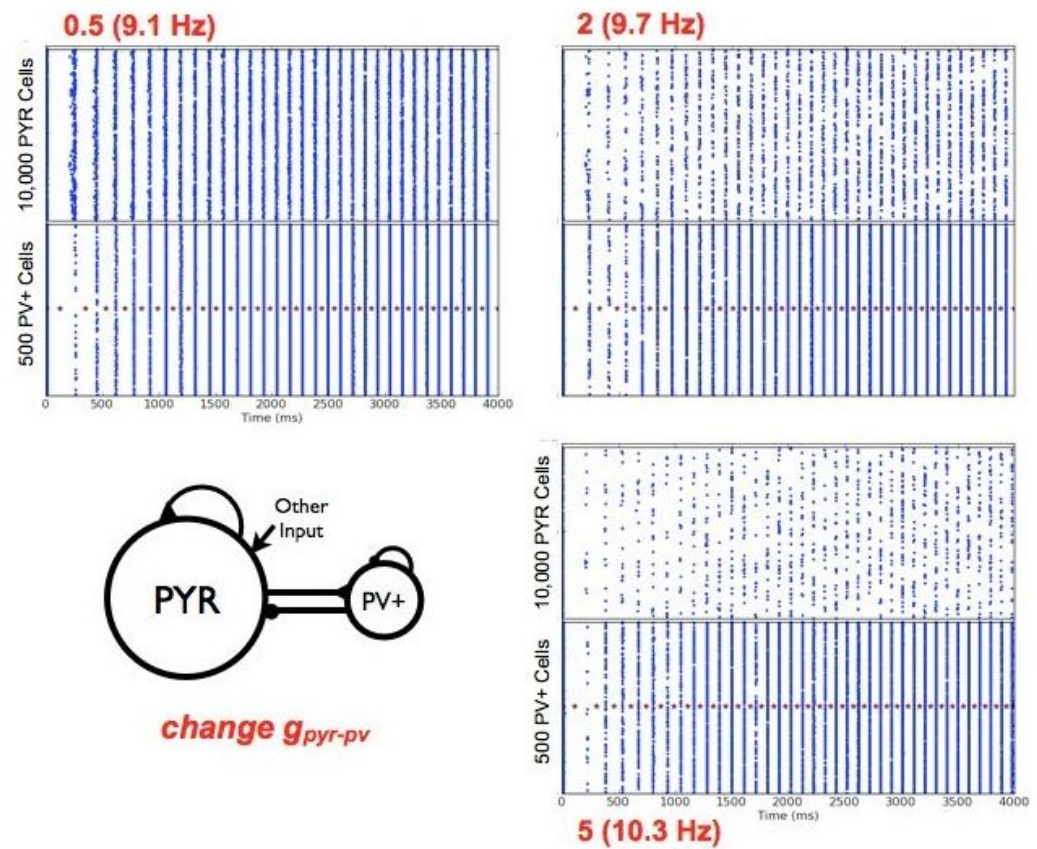 0.5 (9.1 Hz)
10,000 PYR Cells
500 PV+ Cells
0 500 1000 1500 2000 2500 3000 3500 4000
Time (ms)
2 (9.7 Hz)
Other
Input
PYR
PV+
change gpyr-pv
10,000 PYR Cells
500 PV+ Cells
0 500 1000 1500 2000 2500 3000 3500 4000
Time (ms)
5 (10.3 Hz)